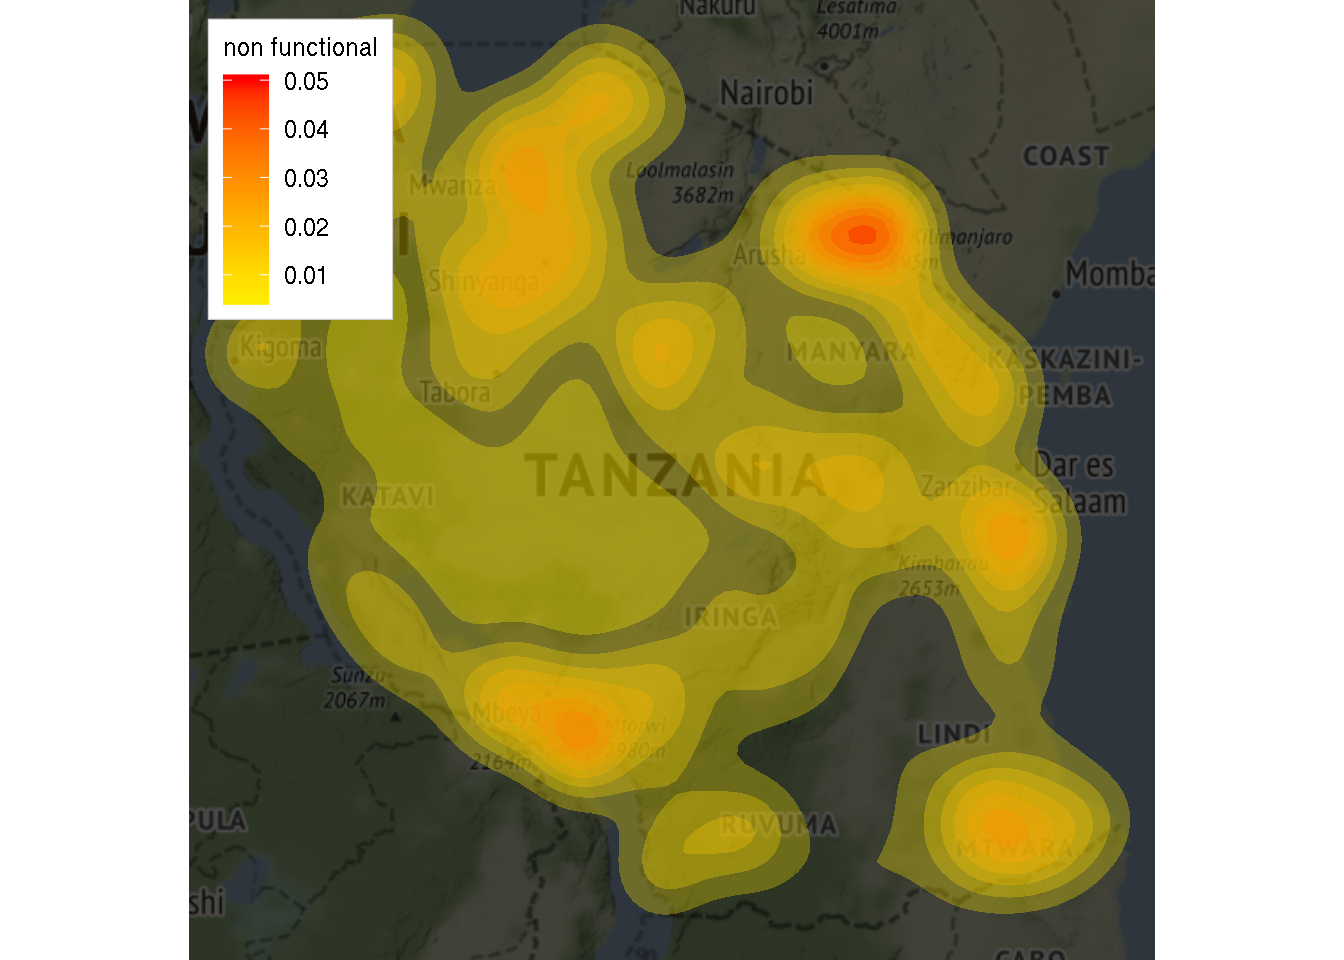 non functional
0.05
0.04
0.03
0.02
0.01
Nakuru
Lesatima
4001m
Nairobi
COAST
Loolmalasin
3682m
Mwanza
Kilimanjaro
Arusha
Momba
Shinyanga
Kigoma
MANYARA
KASKAZINI-
PEMBA
Tabora
TANZANIA
Dar es
Salaam
KATAVI
Zanzibar
Kimhandu
2653m
IRINGA
Sunzu
2067m
Mbeya
Mtorwi
2980m
2164m
LINDI
PULA
RUVUMA
MTWARA
shi
CABO